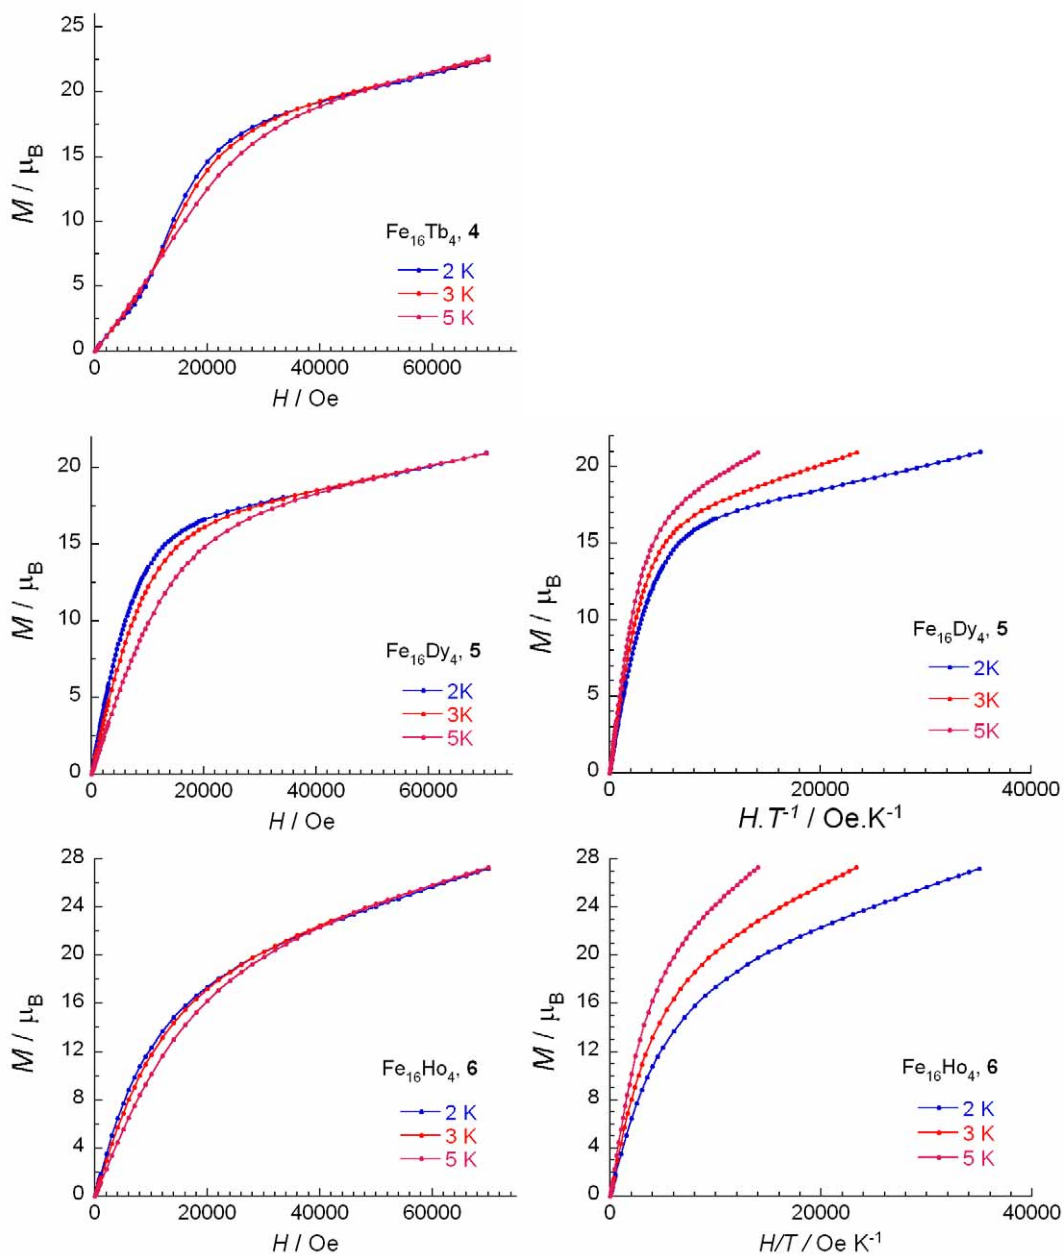 25
20
15
10
5
0
M / μB
Fe16Tb4, 4
2 K
3 K
5 K
0 20000 40000 60000
H / Oe
20
15
10
5
0
M / μB
Fe16Dy4, 5
2K
3K
5K
0 20000 40000 60000
H / Oe
20
15
10
5
0
M / μB
Fe16Dy4, 5
2K
3K
5K
0 20000 40000
H.T-1 / Oe.K-1
28
24
20
16
12
8
4
0
M / μB
Fe16Ho4, 6
2 K
3 K
5 K
0 20000 40000 60000
H / Oe
28
24
20
16
12
8
4
0
M / μB
Fe16Ho4, 6
2 K
3 K
5 K
0 20000 40000
H/T / Oe K-1